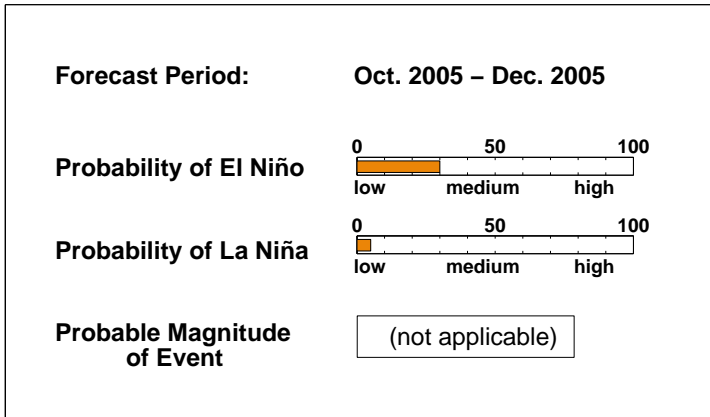 Forecast Period: Oct. 2005 – Dec. 2005
0 50 100
Probability of El Niño
low medium high
0 50 100
Probability of La Niña
low medium high
Probable Magnitude
of Event
(not applicable)